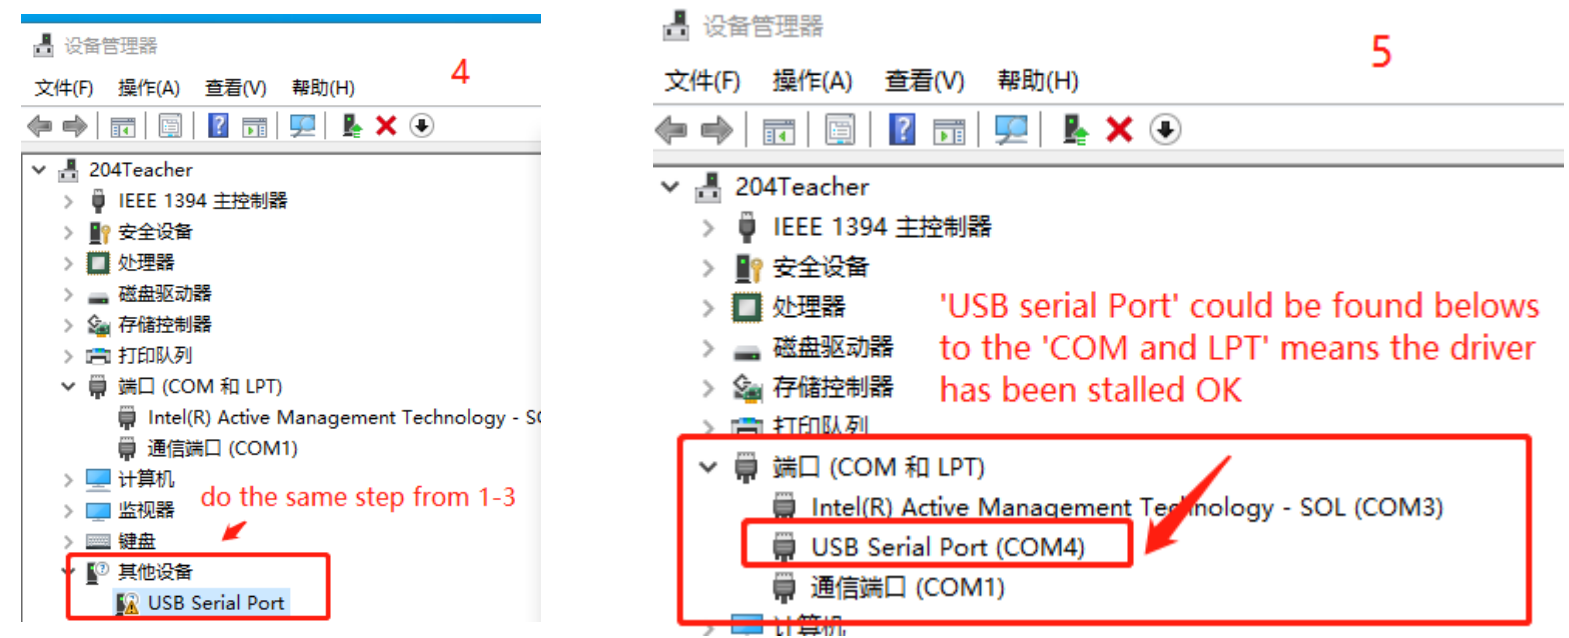 设备管理器
4
文件(F) 操作(A) 查看(V) 帮助(H)
204Teacher
IEEE 1394 主控制器
安全设备
处理器
磁盘驱动器
存储控制器
打印队列
端口 (COM 和 LPT)
Intel(R) Active Management Technology - SO
通信端口 (COM1)
计算机
do the same step from 1-3
监视器
键盘
其他设备
USB Serial Port
设备管理器
5
文件(F) 操作(A) 查看(V) 帮助(H)
204Teacher
IEEE 1394 主控制器
安全设备
处理器
磁盘驱动器
存储控制器
打印队列
'USB serial Port' could be found belows
to the 'COM and LPT' means the driver
has been stalled OK
端口 (COM 和 LPT)
Intel(R) Active Management Technology - SOL (COM3)
USB Serial Port (COM4)
通信端口 (COM1)
计算机